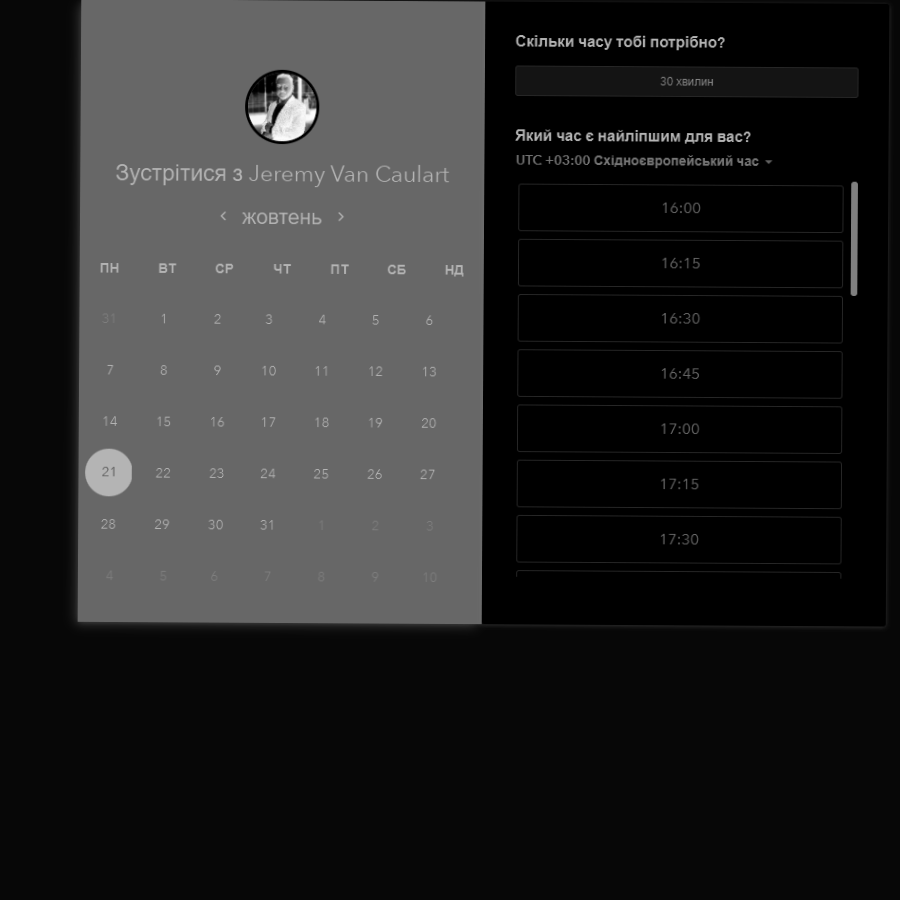 Зустрітися з Jeremy Van Caulart
жовтень
ПН ВТ СР ЧТ ПТ СБ НД
31 1 2 3 4 5 6
7 8 9 10 11 12 13
14 15 16 17 18 19 20
21 22 23 24 25 26 27
28 29 30 31 1 2 3
4 5 6 7 8 9 10
Скільки часу тобі потрібно?
30 хвилин
Який час є найліпшим для вас?
UTC +03:00 Східноєвропейський час
16:00
16:15
16:30
16:45
17:00
17:15
17:30